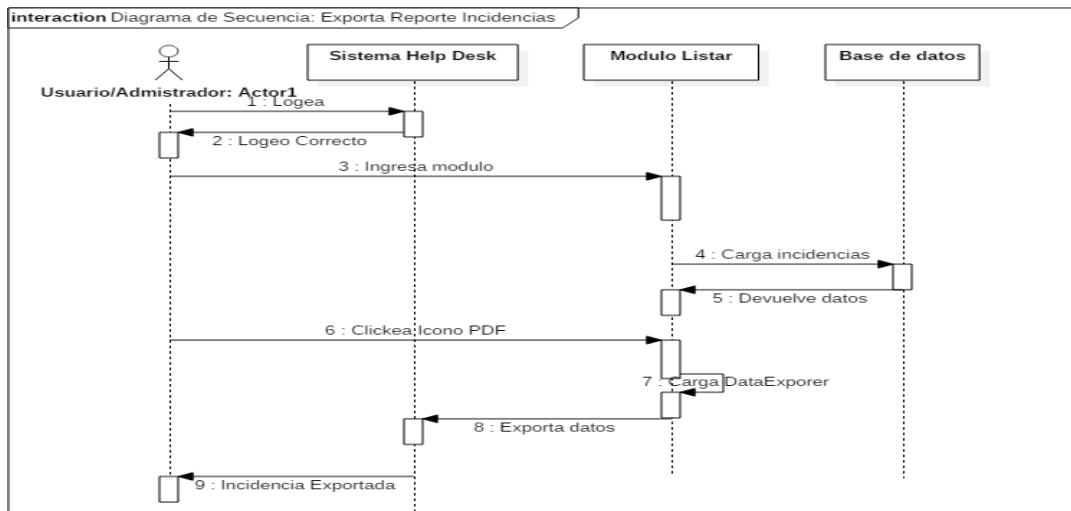 interaction Diagrama de Secuencia: Exporta Reporte Incidencias
Sistema Help Desk
Modulo Listar
Base de datos
Usuario/Admistrador: Actor1
1 : Logea
2 : Logeo Correcto
3 : Ingresa modulo
4 : Carga incidencias
5 : Devuelve datos
6 : Clickea Icono PDF
7 : Carga DataExporer
8 : Exporta datos
9 : Incidencia Exportada